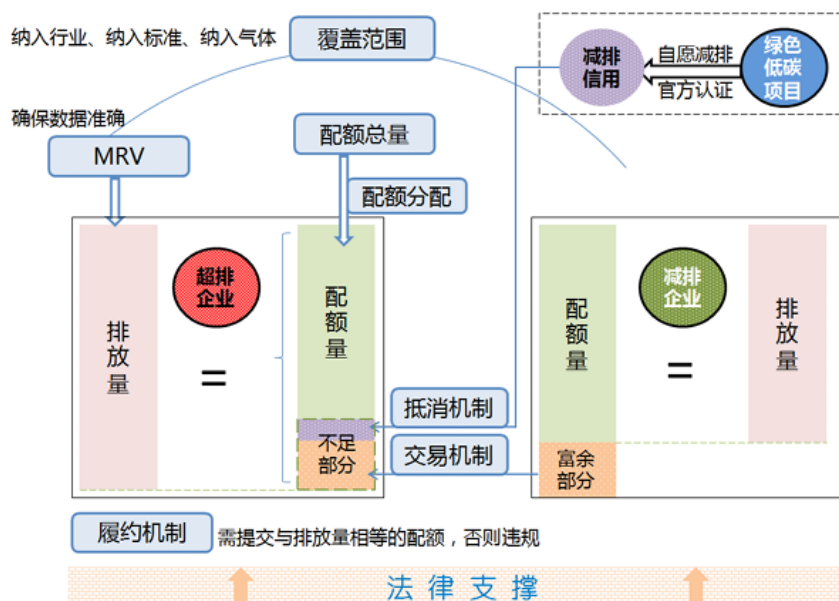 纳入行业、纳入标准、纳入气体
覆盖范围
减排
信用
自愿减排
官方认证
绿色
低碳
项目
确保数据准确
MRV
配额总量
配额分配
排放量
超排
企业
=
配额量
不足
部分
抵消机制
交易机制
配额量
富余
部分
减排
企业
=
排放量
履约机制
需提交与排放量相等的配额，否则违规
法律支撑